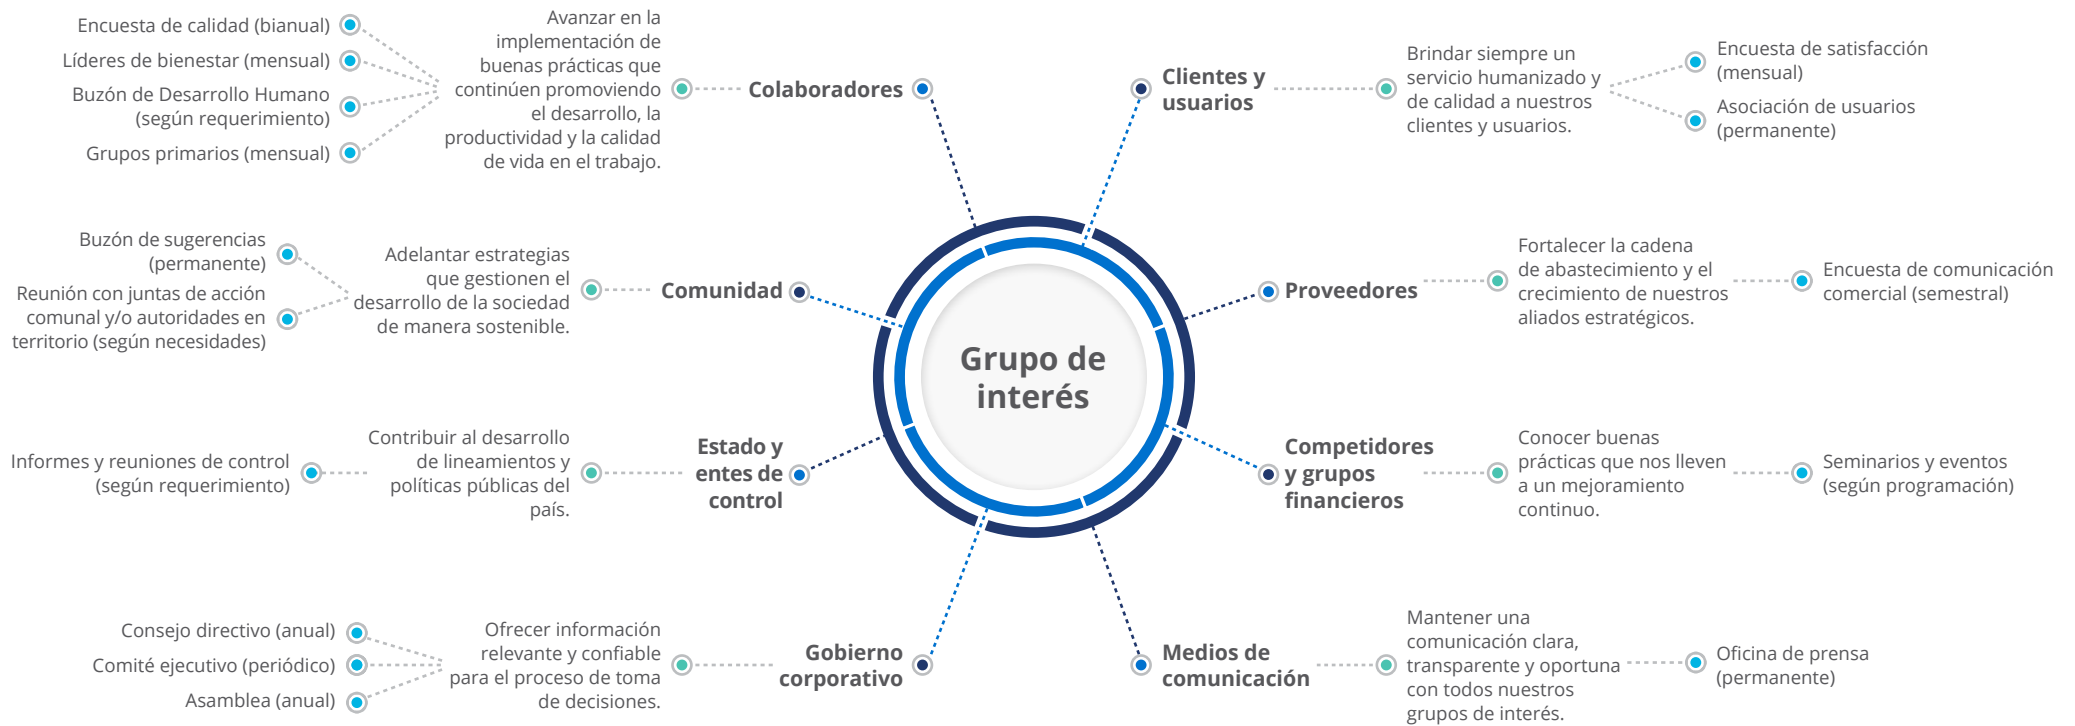 Encuesta de calidad (bianual)
Líderes de bienestar (mensual)
Buzón de Desarrollo Humano
(según requerimiento)
Grupos primarios (mensual)
Avanzar en la
implementación de
buenas prácticas que
continúen promoviendo
el desarrollo, la
productividad y la calidad
de vida en el trabajo.
Colaboradores
Clientes y
usuarios
Brindar siempre un
servicio humanizado y
de calidad a nuestros
clientes y usuarios.
Encuesta de satisfacción
(mensual)
Asociación de usuarios
(permanente)
Buzón de sugerencias
(permanente)
Reunión con juntas de acción
comunal y/o autoridades en
territorio (según necesidades)
Adelantar estrategias
que gestionen el
desarrollo de la sociedad
de manera sostenible.
Comunidad
Proveedores
Fortalecer la cadena
de abastecimiento y el
crecimiento de nuestros
aliados estratégicos.
Encuesta de comunicación
comercial (semestral)
Grupo de
interés
Informes y reuniones de control
(según requerimiento)
Contribuir al desarrollo
de lineamientos y
políticas públicas del
país.
Estado y
entes de
control
Competidores
y grupos
financieros
Conocer buenas
prácticas que nos lleven
a un mejoramiento
continuo.
Seminarios y eventos
(según programación)
Consejo directivo (anual)
Comité ejecutivo (periódico)
Asamblea (anual)
Ofrecer información
relevante y confiable
para el proceso de toma
de decisiones.
Gobierno
corporativo
Medios de
comunicación
Mantener una
comunicación clara,
transparente y oportuna
con todos nuestros
grupos de interés.
Oficina de prensa
(permanente)